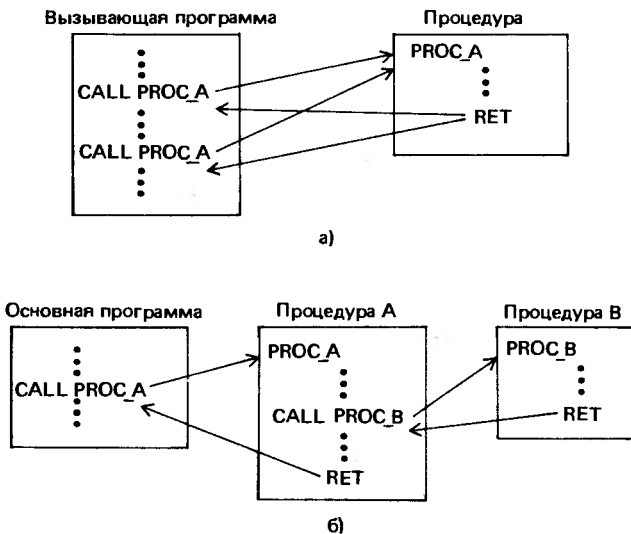 Вызывающая программа
CALL PROC_A
CALL PROC_A
Процедура
PROC_A
RET
а)
Основная программа
CALL PROC_A
Процедура А
PROC_A
CALL PROC_B
RET
Процедура В
PROC_B
RET
б)